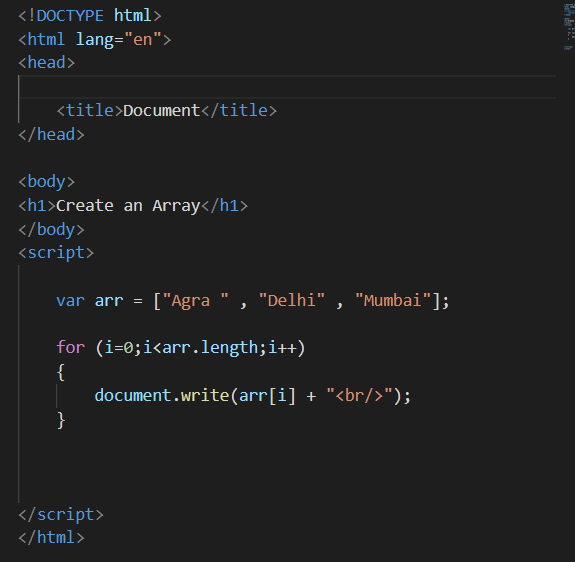 <!DOCTYPE html>
<html lang="en">
<head>
<title>Document</title>
</head>
<body>
<h1>Create an Array</h1>
</body>
<script>
var arr = ["Agra " , "Delhi" , "Mumbai"];
for (i=0;i<arr.length;i++)
{
document.write(arr[i] + "<br/>");
}
</script>
</html>